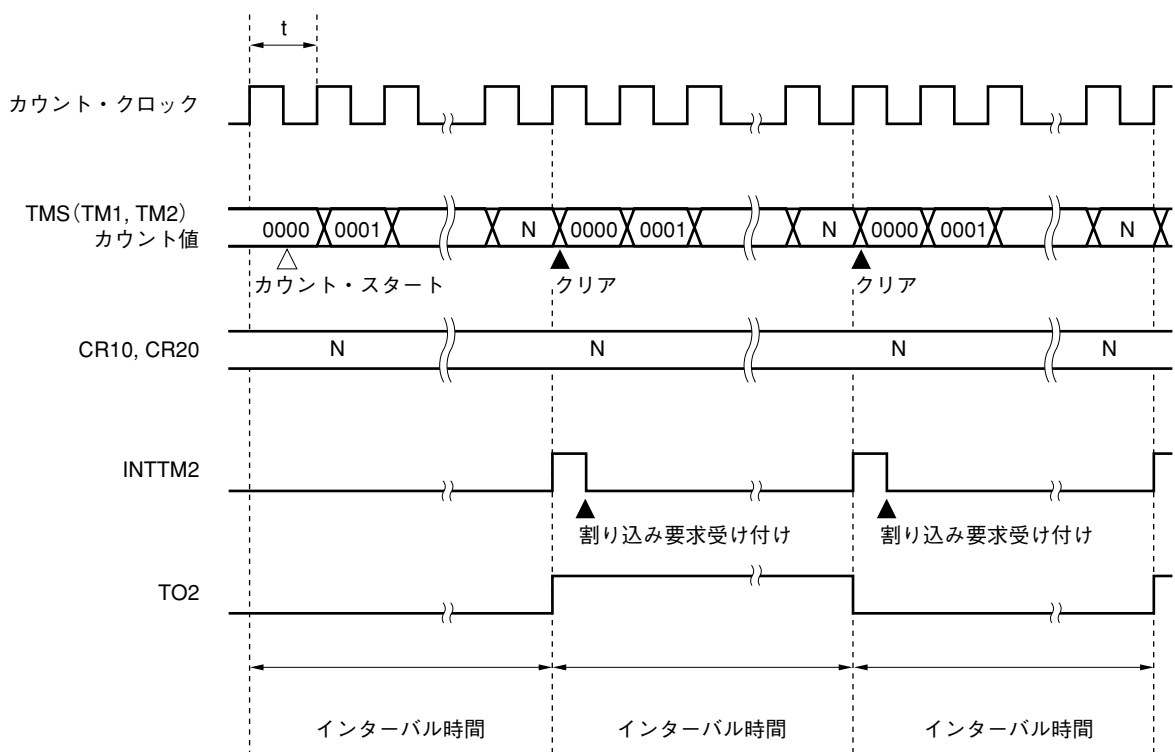 t
カウント・クロック
TMS(TM1, TM2)
カウント値
0000 0001 N 0000 0001 N 0000 0001 N
カウント・スタート クリア クリア
CR10, CR20 N N N N
INTTM2
割り込み要求受け付け 割り込み要求受け付け
TO2
インターバル時間 インターバル時間 インターバル時間